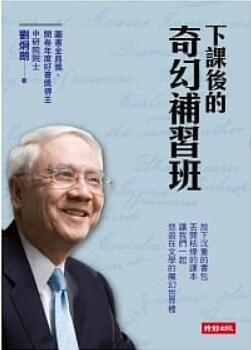 下課後的
奇幻補習班
圖書金鼎獎、
開卷年度好書獎得主
中研院院士
劉炯朗——著
放下沉重的書包
丟開枯燥的課本
讓我們一起
悠遊在文學的魔幻世界裡
時報出版